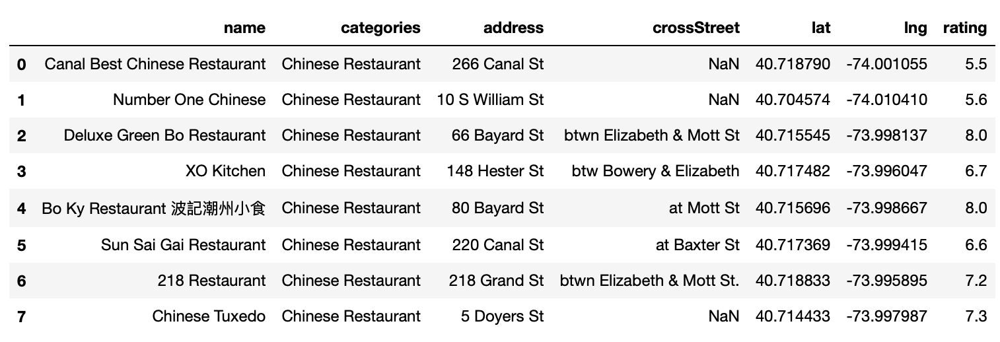 name categories address crossStreet lat lng rating
0 Canal Best Chinese Restaurant Chinese Restaurant 266 Canal St NaN 40.718790 -74.001055 5.5
1 Number One Chinese Chinese Restaurant 10 S William St NaN 40.704574 -74.010410 5.6
2 Deluxe Green Bo Restaurant Chinese Restaurant 66 Bayard St btwn Elizabeth & Mott St 40.715545 -73.998137 8.0
3 XO Kitchen Chinese Restaurant 148 Hester St btw Bowery & Elizabeth 40.717482 -73.996047 6.7
4 Bo Ky Restaurant 波記潮州小食 Chinese Restaurant 80 Bayard St at Mott St 40.715696 -73.998667 8.0
5 Sun Sai Gai Restaurant Chinese Restaurant 220 Canal St at Baxter St 40.717369 -73.999415 6.6
6 218 Restaurant Chinese Restaurant 218 Grand St btwn Elizabeth & Mott St. 40.718833 -73.995895 7.2
7 Chinese Tuxedo Chinese Restaurant 5 Doyers St NaN 40.714433 -73.997987 7.3